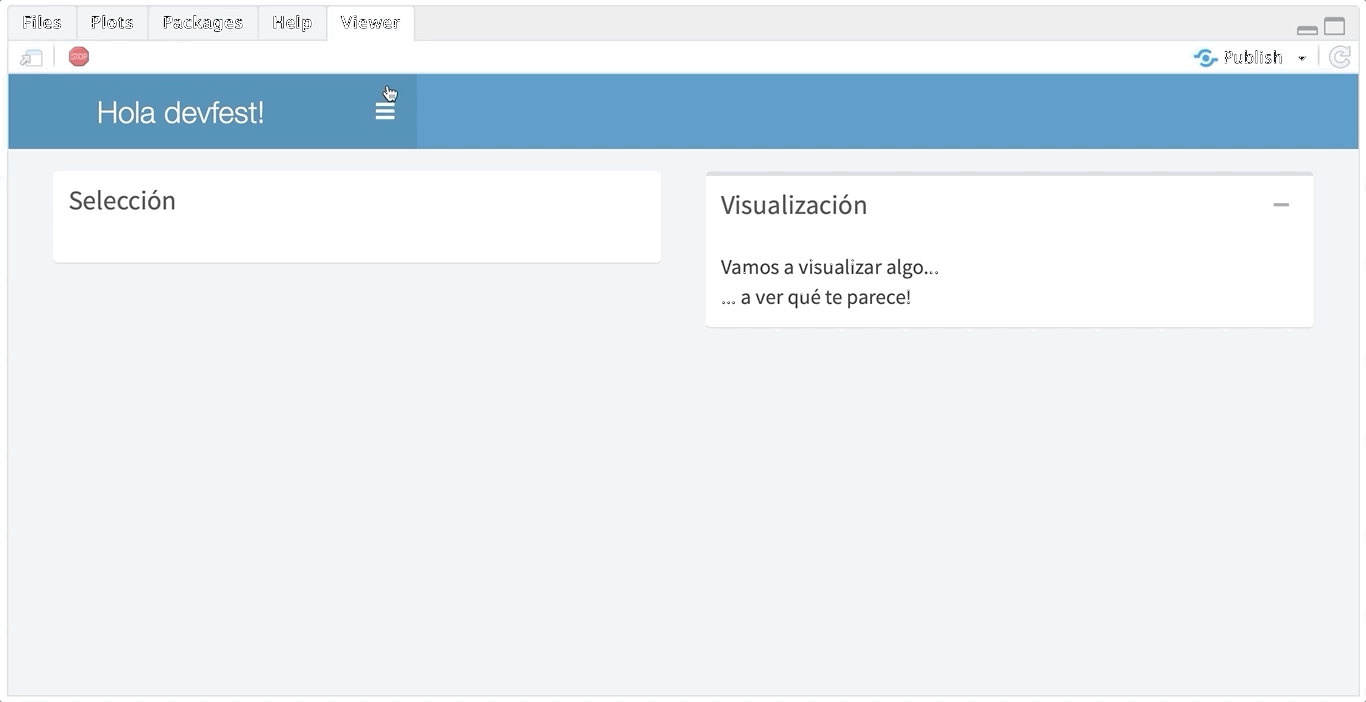 Files Plots Packages Help Viewer
STOP Publish
Hola devfest!
Selección
Visualización
Vamos a visualizar algo...
... a ver qué te parece!